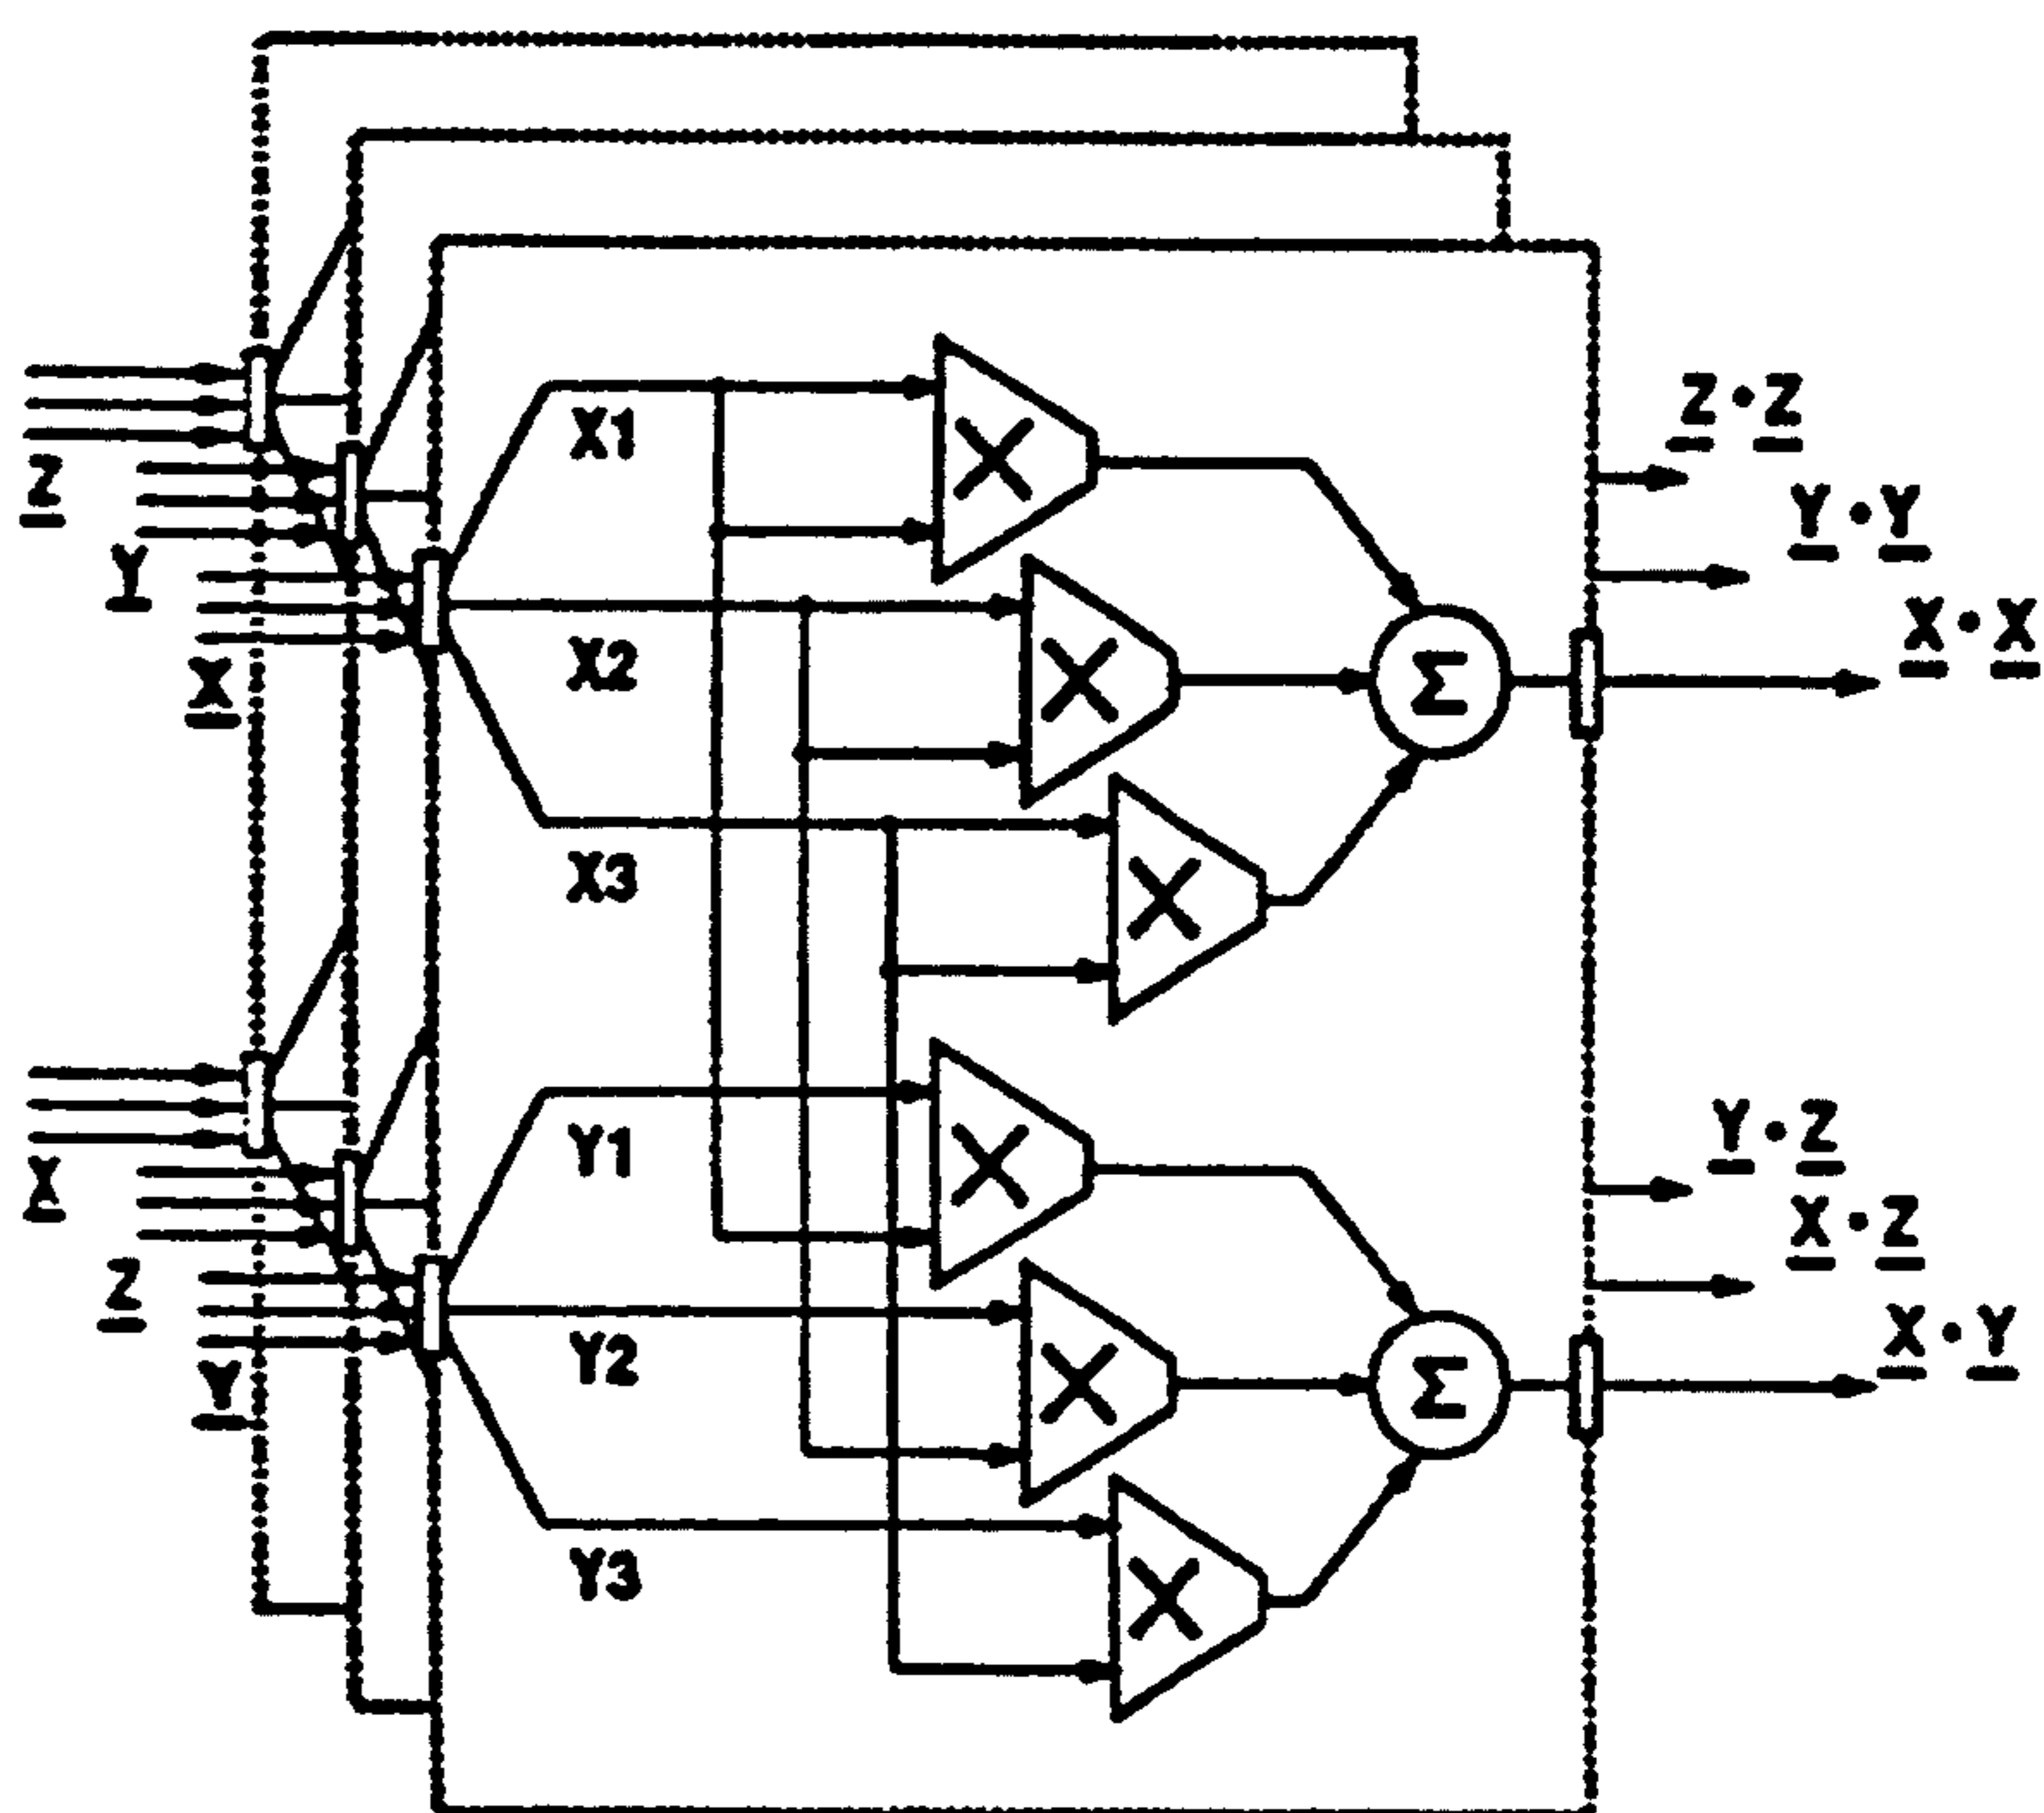 X1
X
Z · Z
Z
Y · Y
Y
X2
X · X
X
X
Σ
X3
X
Y1
X
Y · Z
X
X · Z
Z
Y2
X · Y
Y
X
Σ
Y3
X